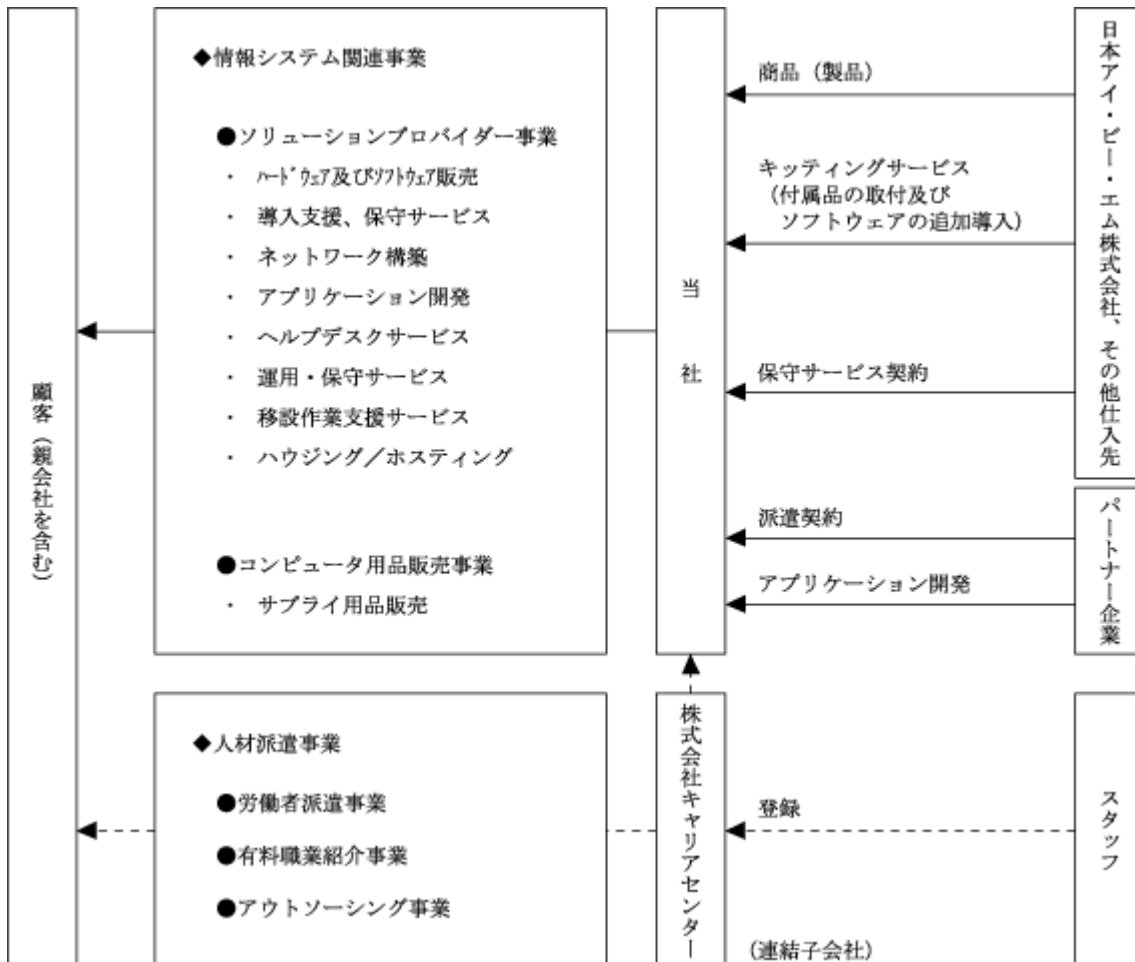 顧客（親会社を含む）
◆情報システム関連事業
●ソリューションプロバイダー事業
・ ﾊｰﾄﾞｳｪｱ及びｿﾌﾄｳｪｱ販売
・ 導入支援、保守サービス
・ ネットワーク構築
・ アプリケーション開発
・ ヘルプデスクサービス
・ 運用・保守サービス
・ 移設作業支援サービス
・ ハウジング／ホスティング
●コンピュータ用品販売事業
・ サプライ用品販売
当社
商品（製品）
キッティングサービス
（付属品の取付及び
ソフトウェアの追加導入）
保守サービス契約
派遣契約
アプリケーション開発
日本アイ・ビー・エム株式会社、その他仕入先
パートナー企業
◆人材派遣事業
●労働者派遣事業
●有料職業紹介事業
●アウトソーシング事業
株式会社キャリアセンター
登録
（連結子会社）
スタッフ